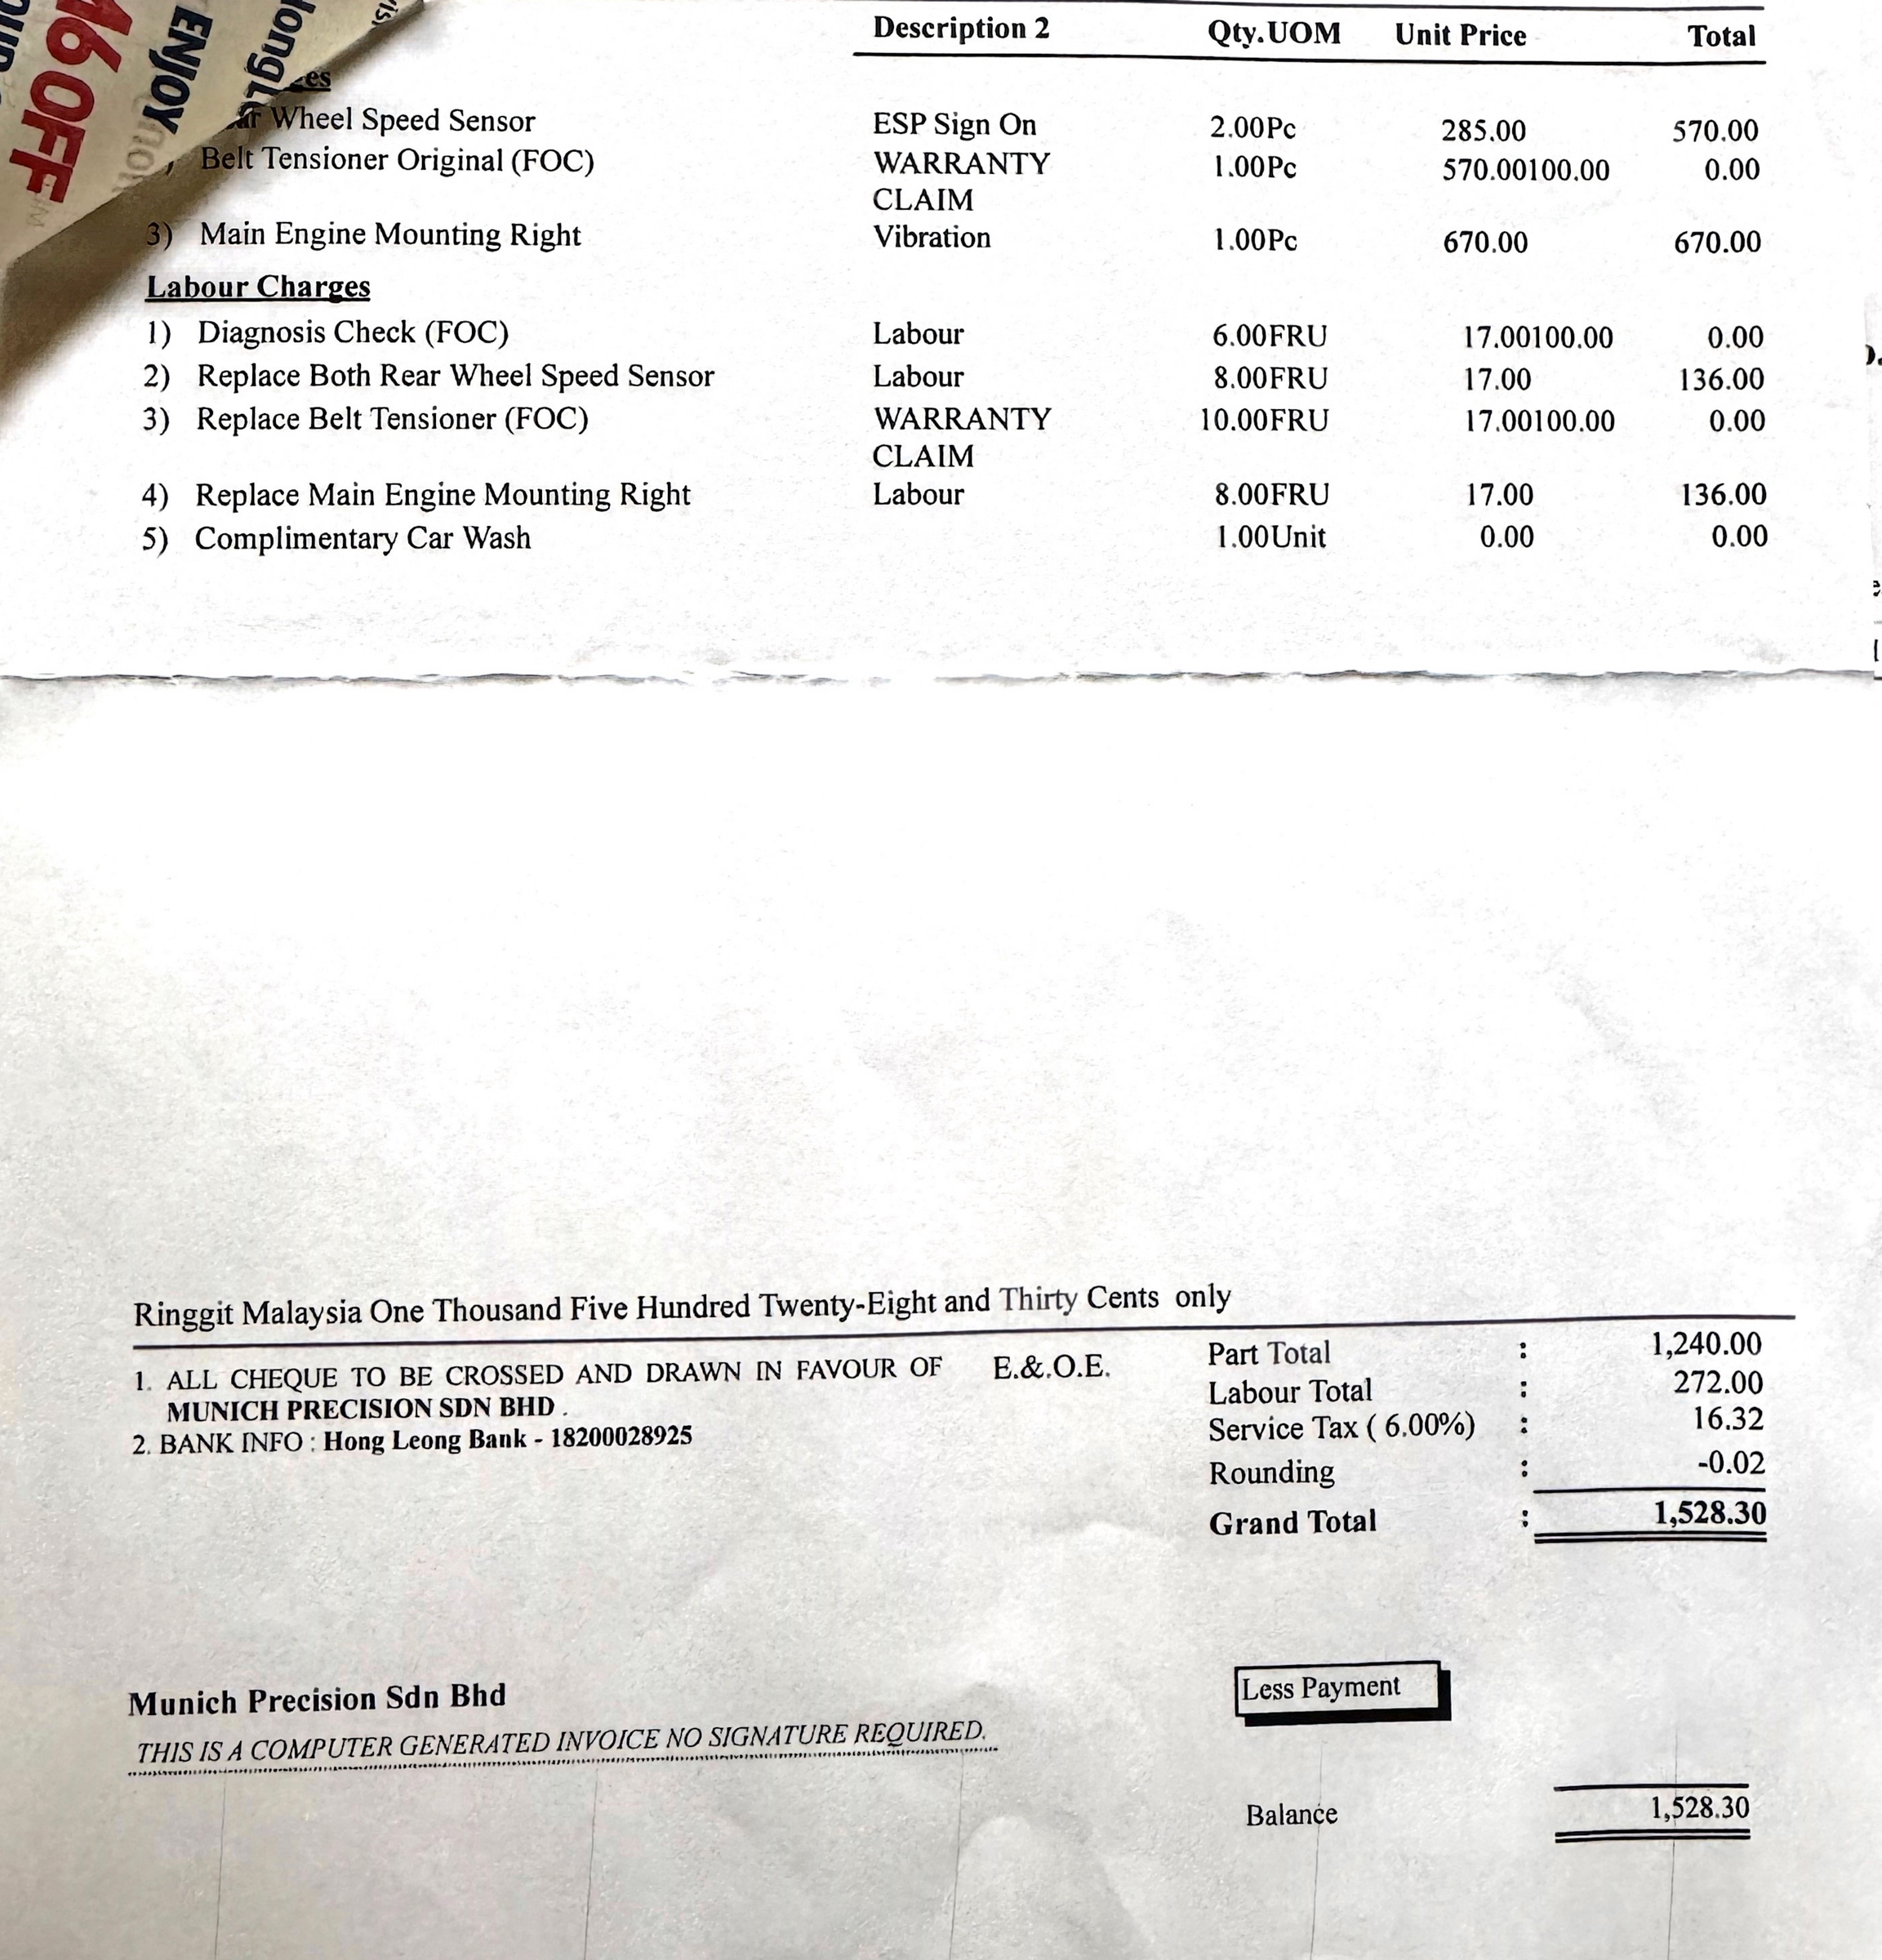 16 OFF
ENJOY
Description 2 Qty.UOM Unit Price Total
Wheel Speed Sensor ESP Sign On 2.00Pc 285.00 570.00
Belt Tensioner Original (FOC) WARRANTY 1.00Pc 570.00100.00 0.00
CLAIM
3) Main Engine Mounting Right Vibration 1.00Pc 670.00 670.00
Labour Charges
1) Diagnosis Check (FOC) Labour 6.00FRU 17.00100.00 0.00
2) Replace Both Rear Wheel Speed Sensor Labour 8.00FRU 17.00 136.00
3) Replace Belt Tensioner (FOC) WARRANTY 10.00FRU 17.00100.00 0.00
CLAIM
4) Replace Main Engine Mounting Right Labour 8.00FRU 17.00 136.00
5) Complimentary Car Wash 1.00Unit 0.00 0.00
Ringgit Malaysia One Thousand Five Hundred Twenty-Eight and Thirty Cents only
1. ALL CHEQUE TO BE CROSSED AND DRAWN IN FAVOUR OF E.&.O.E.
MUNICH PRECISION SDN BHD .
2. BANK INFO : Hong Leong Bank - 18200028925
Part Total : 1,240.00
Labour Total : 272.00
Service Tax ( 6.00%) : 16.32
Rounding : -0.02
Grand Total : 1,528.30
Munich Precision Sdn Bhd
THIS IS A COMPUTER GENERATED INVOICE NO SIGNATURE REQUIRED.
Less Payment
Balance 1,528.30